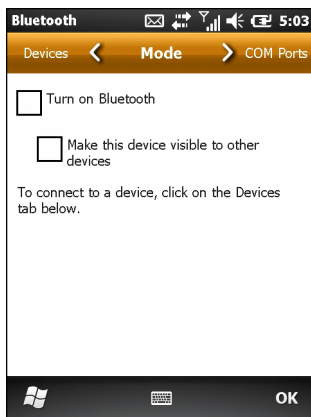 Bluetooth 5:03
Devices Mode COM Ports
Turn on Bluetooth
Make this device visible to other
devices
To connect to a device, click on the Devices
tab below.
OK